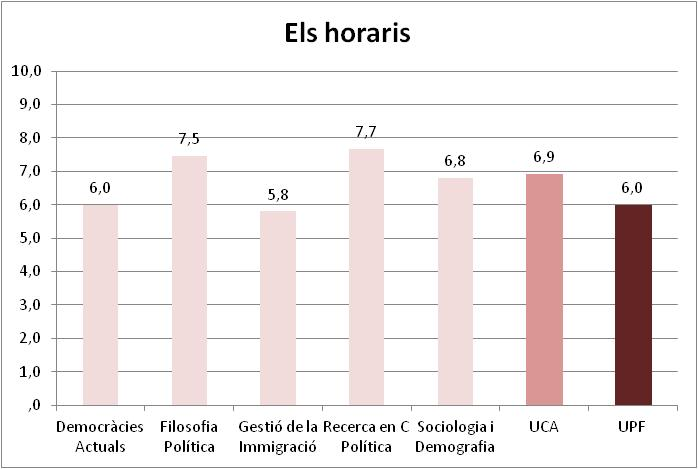 Els horaris
10,0
9,0
8,0
7,0
6,0
5,0
4,0
3,0
2,0
1,0
,0
6,0
7,5
5,8
7,7
6,8
6,9
6,0
Democràcies
Actuals
Filosofia
Política
Gestió de la
Immigració
Recerca en C
Política
Sociologia i
Demografia
UCA
UPF